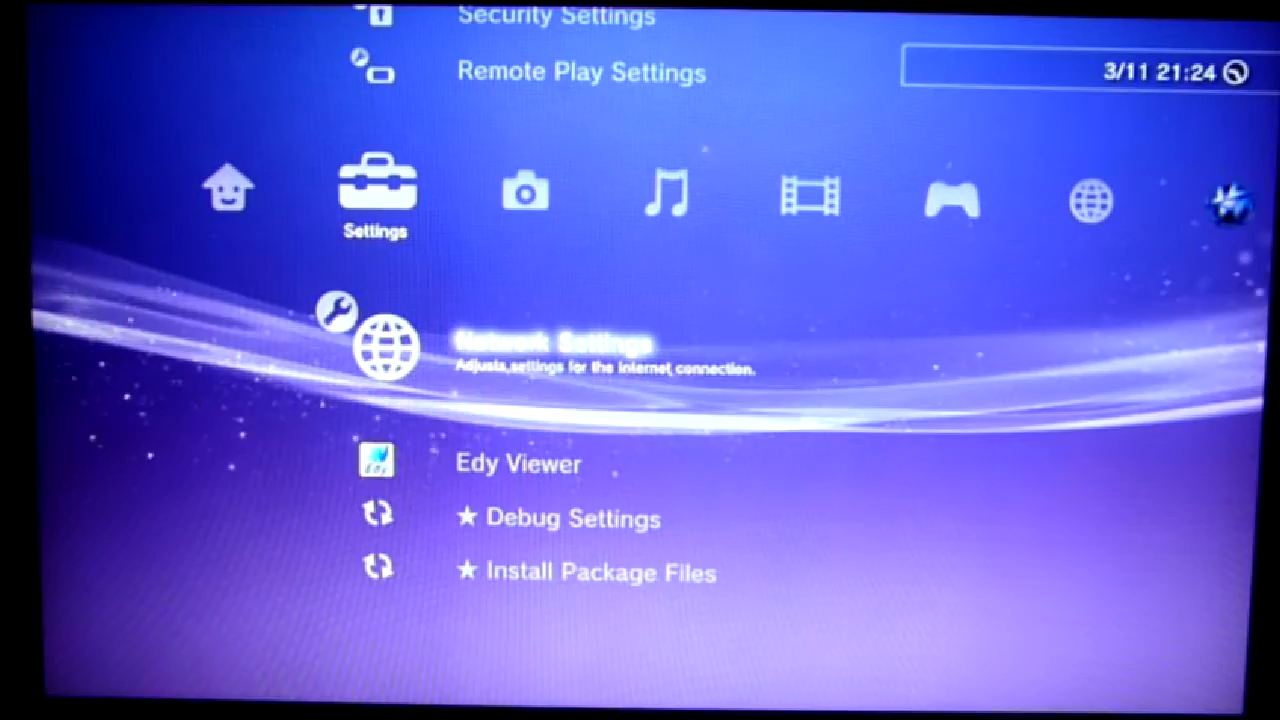 Security Settings
Remote Play Settings
3/11 21:24
Settings
Network Settings
Adjusts settings for the Internet connection.
Edy
Edy Viewer
★ Debug Settings
★ Install Package Files